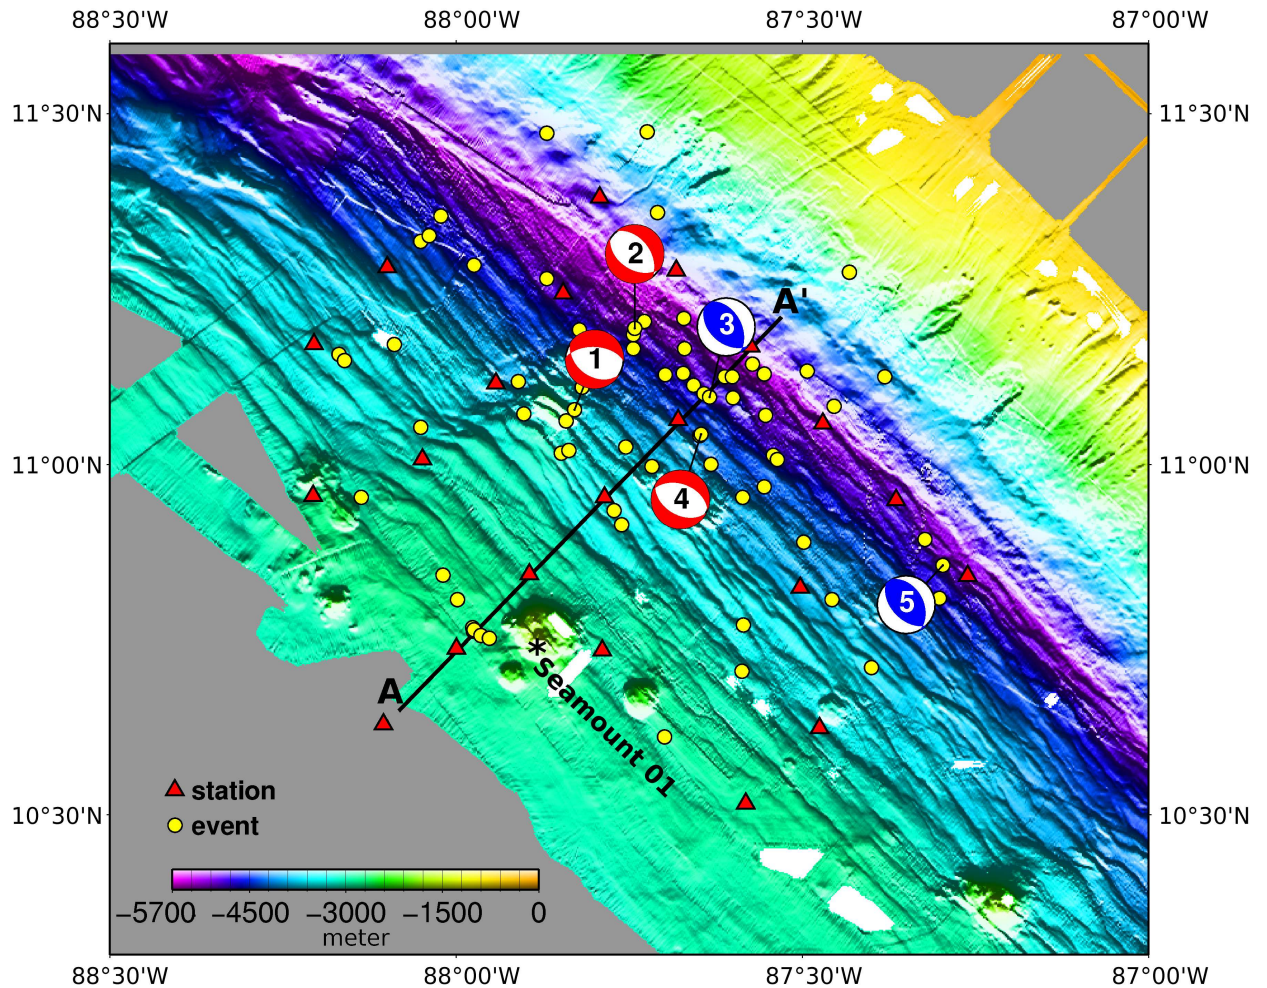 88°30'W 88°00'W 87°30'W 87°00'W
11°30'N 11°30'N
2
A'
3
1
11°00'N 11°00'N
4
5
*
A
Seamount 01
station
event
10°30'N 10°30'N
−5700 −4500 −3000 −1500 0
meter
88°30'W 88°00'W 87°30'W 87°00'W